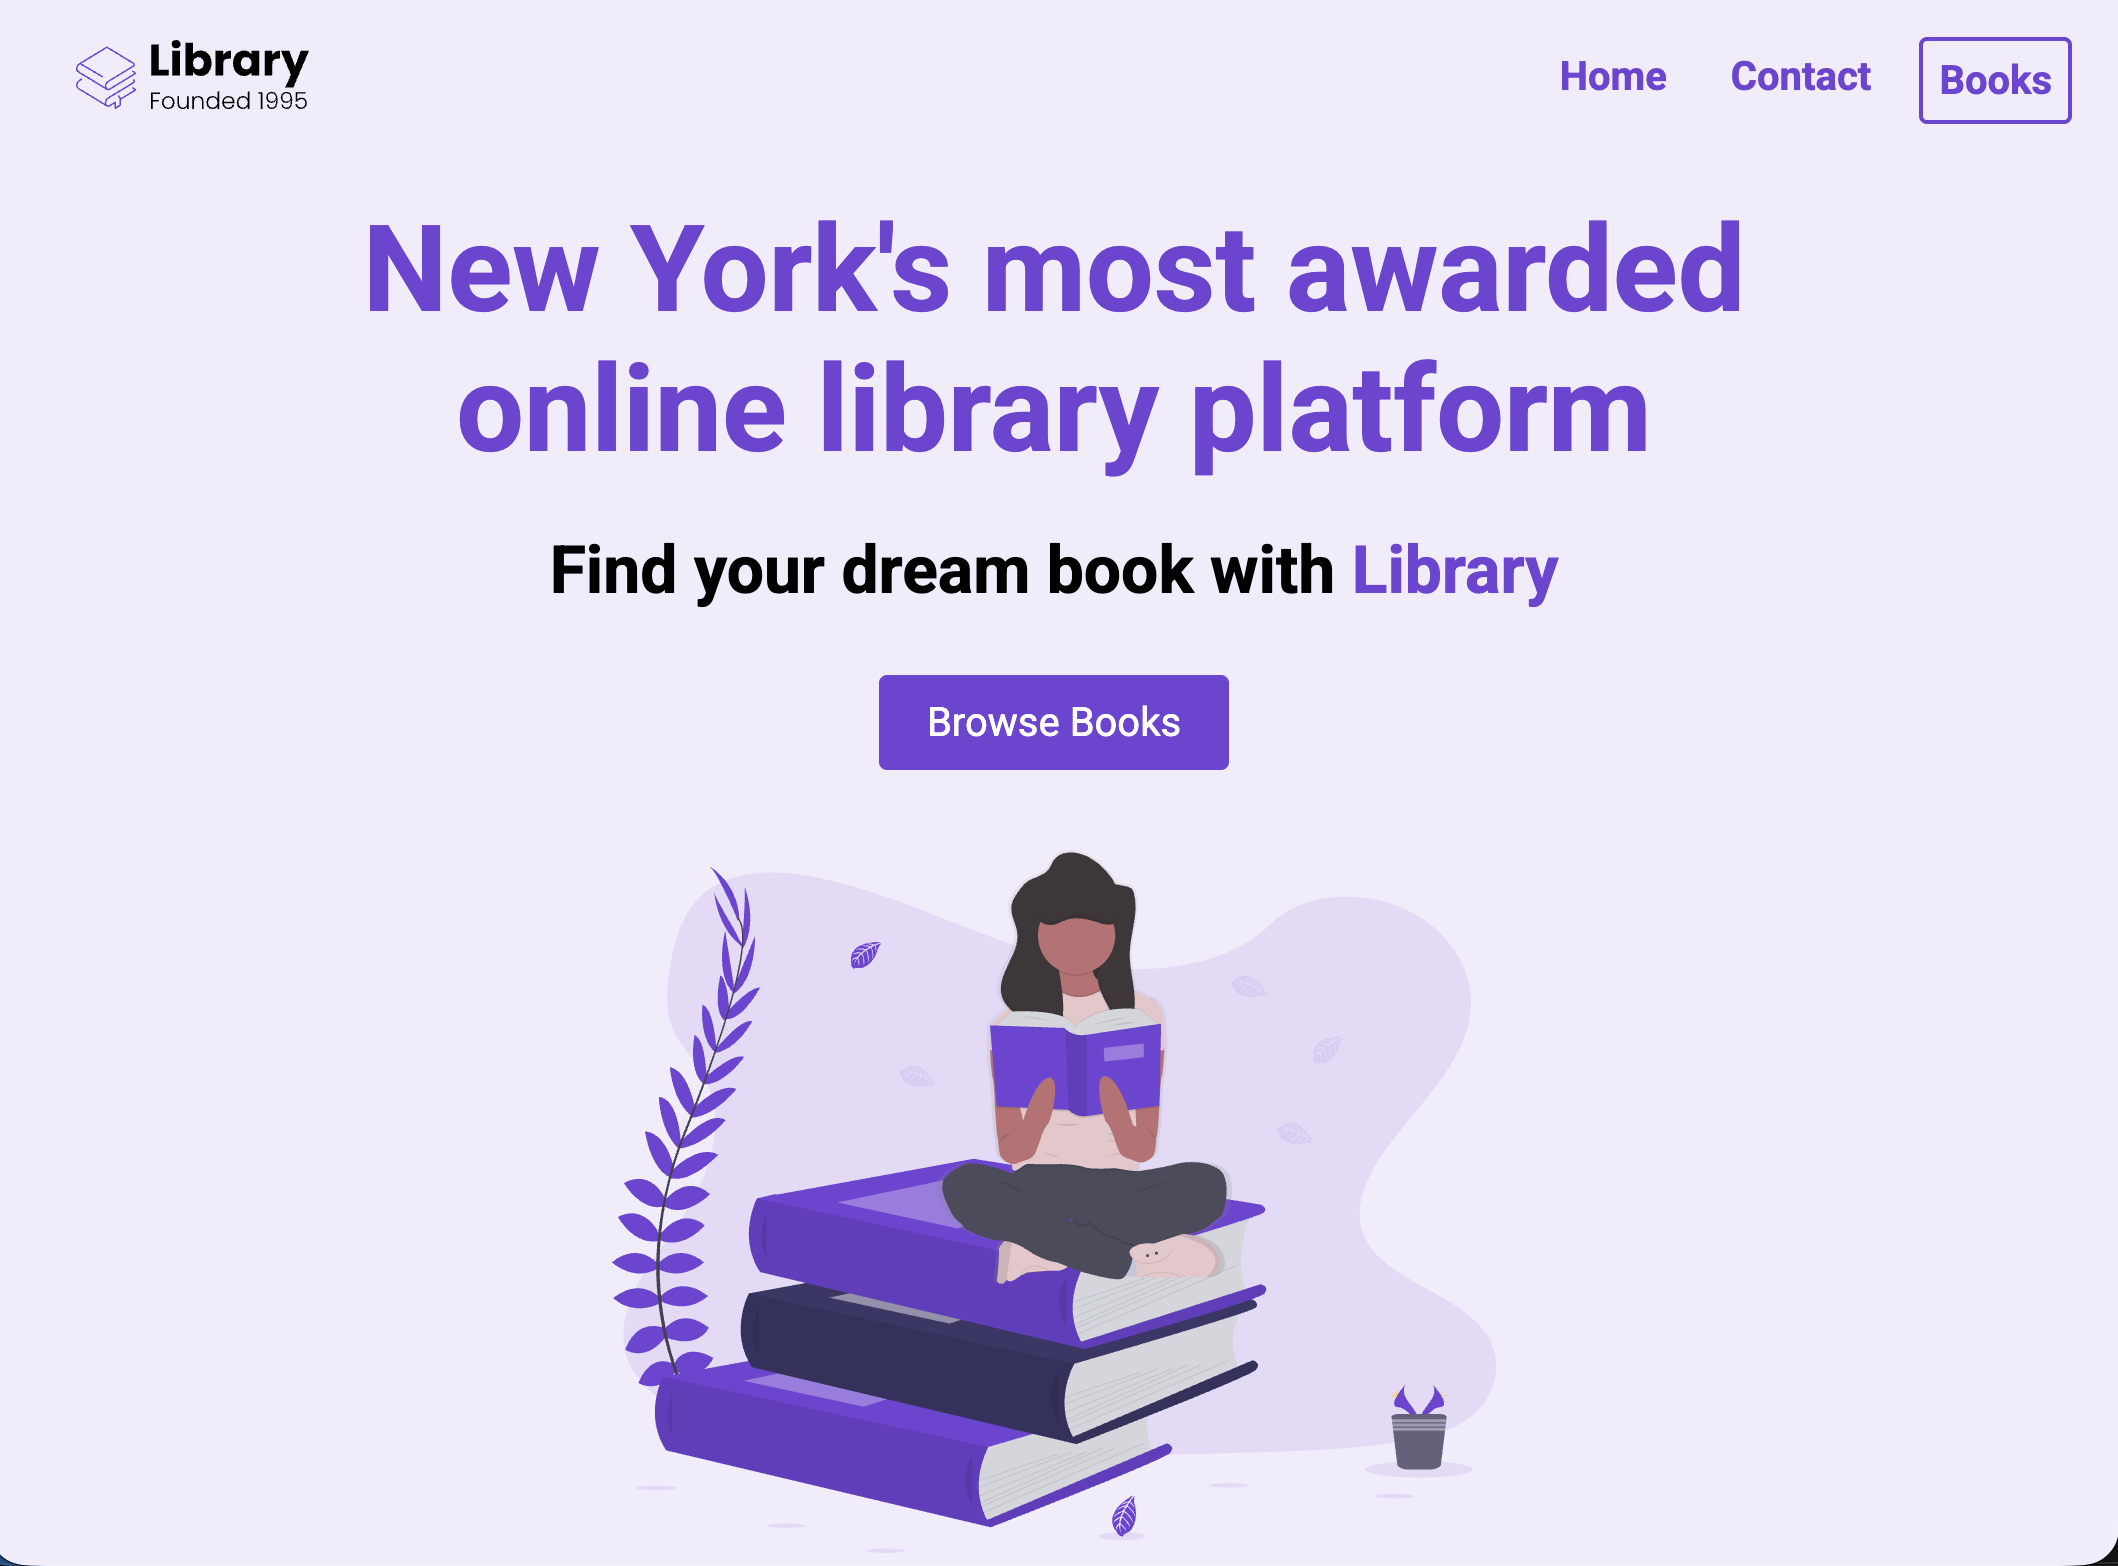 Library
Founded 1995
Home
Contact
Books
New York's most awarded
online library platform
Find your dream book with Library
Browse Books